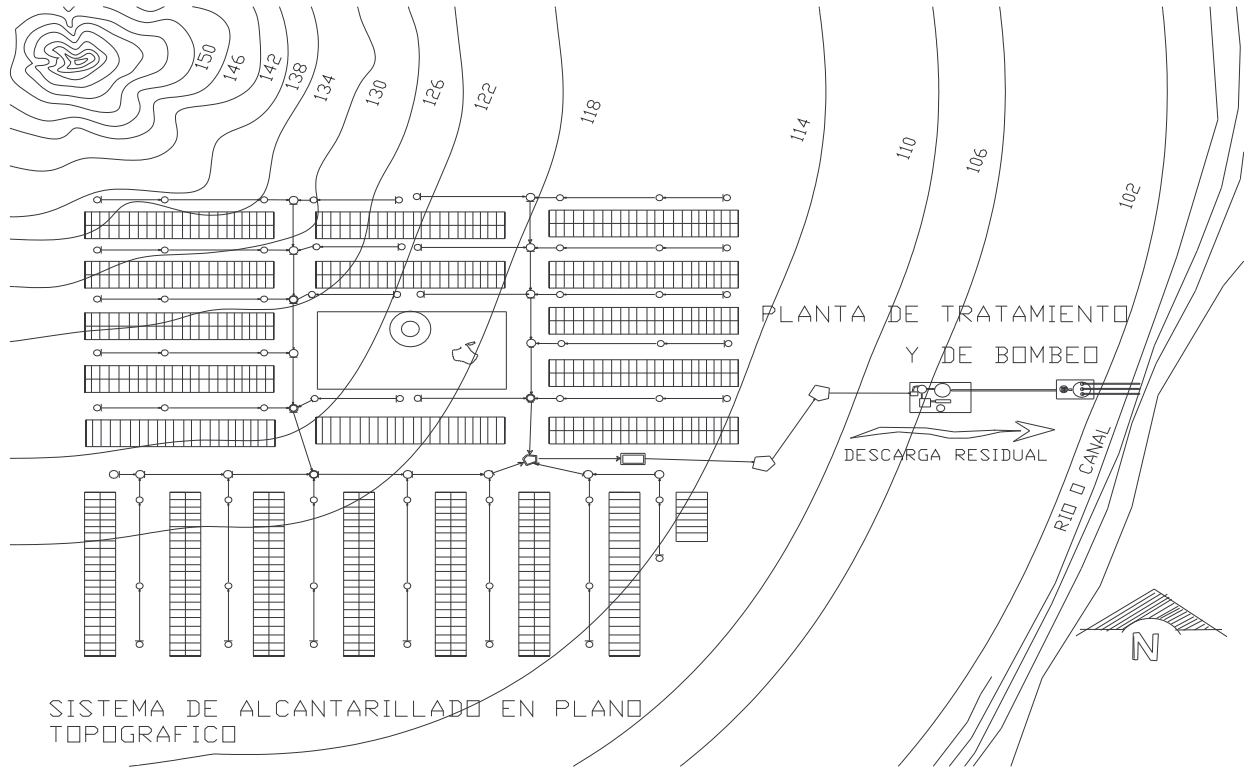 150
146
142
138
134
130
126
122
118
114
110
106
102
PLANTA DE TRATAMIENTO
Y DE BOMBEO
DESCARGA RESIDUAL
RIO O CANAL
N
SISTEMA DE ALCANTARILLADO EN PLANO
TOPOGRAFICO